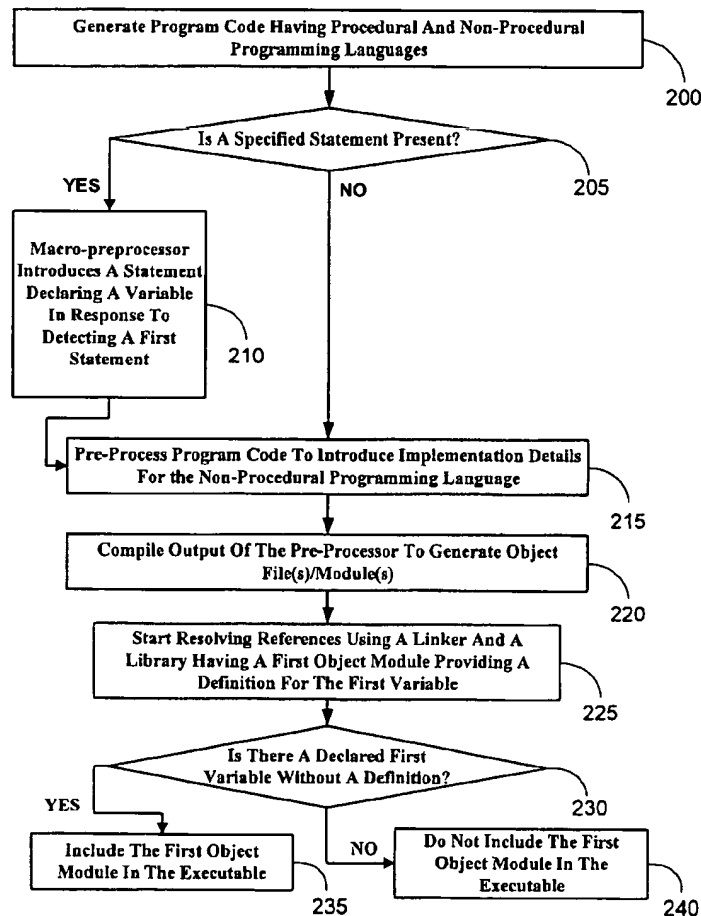 Generate Program Code Having Procedural And Non-Procedural
Programming Languages
200
Is A Specified Statement Present?
205
YES
NO
Macro-preprocessor
Introduces A Statement
Declaring A Variable
In Response To
Detecting A First
Statement
210
Pre-Process Program Code To Introduce Implementation Details
For the Non-Procedural Programming Language
215
Compile Output Of The Pre-Processor To Generate Object
File(s)/Module(s)
220
Start Resolving References Using A Linker And A
Library Having A First Object Module Providing A
Definition For The First Variable
225
Is There A Declared First
Variable Without A Definition?
230
YES
NO
Include The First Object
Module In The Executable
235
Do Not Include The First
Object Module In The
Executable
240